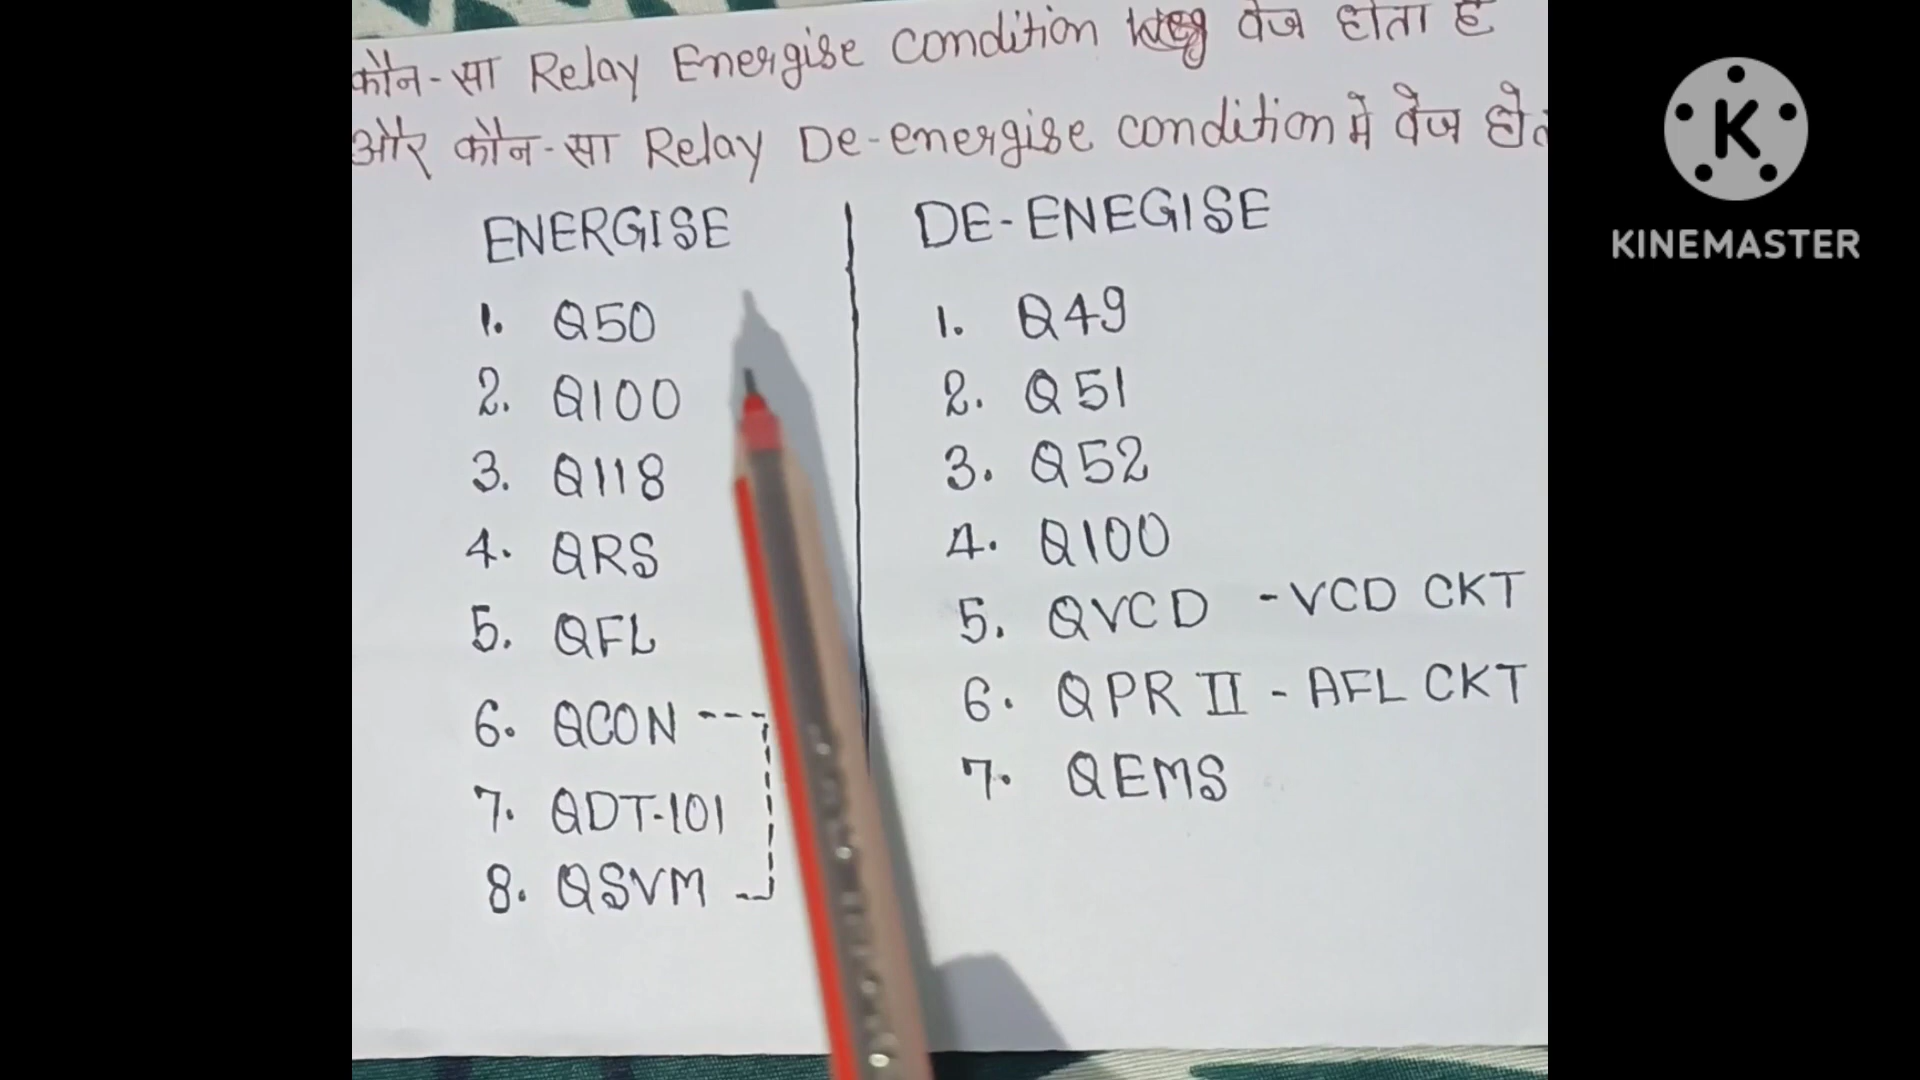 कौन-सा Relay Energise condition वेज होता है
और कौन-सा Relay De-energise condition मे वेज
ENERGISE
1. Q50
2. Q100
3. Q118
4. QRS
5. QFL
6. QCON
7. QDT-101
8. QSVM
DE-ENEGISE
1. Q49
2. Q51
3. Q52
4. Q100
5. QVCD - VCD CKT
6. QPR II - AFL CKT
7. QEMS
K
KINEMASTER